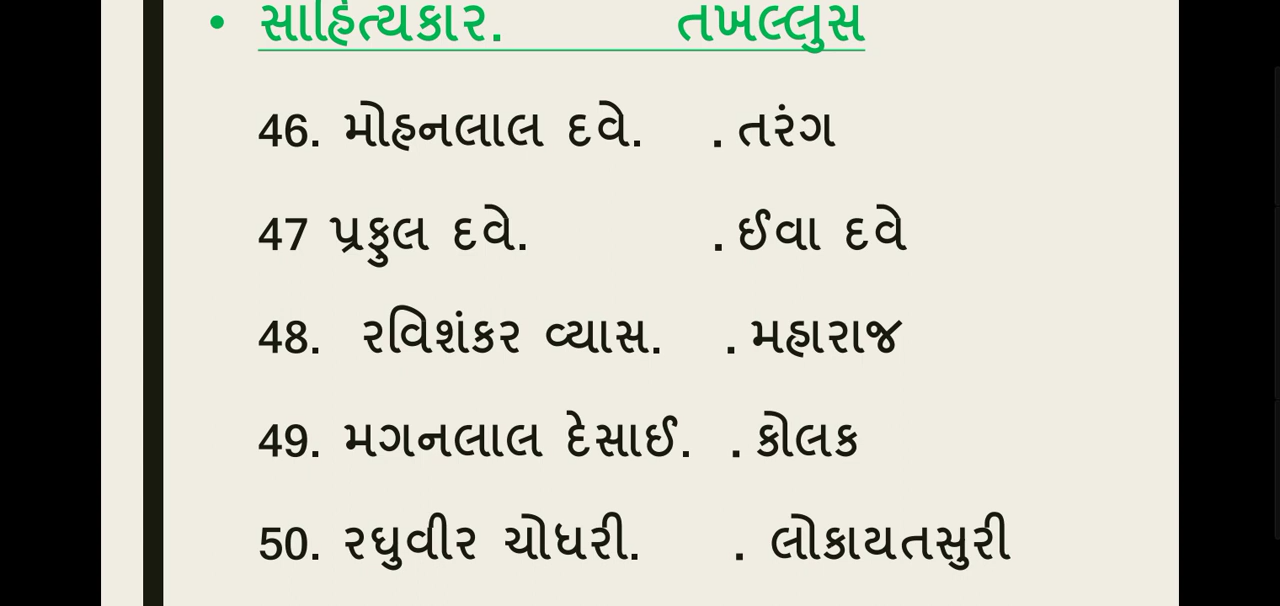 • સાહિત્યકાર. તખલ્લુસ
46. મોહનલાલ દવે. . તરંગ
47 પ્રફુલ દવે. . ઈવા દવે
48. રવિશંકર વ્યાસ. . મહારાજ
49. મગનલાલ દેસાઈ. . કોલક
50. રઘુવીર ચોધરી. . લોકાયતસુરી